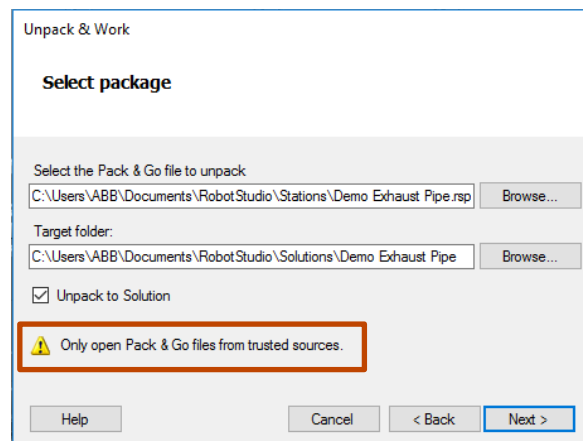 Unpack & Work
Select package
Select the Pack & Go file to unpack
C:\Users\ABB\Documents\RobotStudio\Stations\Demo Exhaust Pipe.rsp
Browse...
Target folder:
C:\Users\ABB\Documents\RobotStudio\Solutions\Demo Exhaust Pipe
Browse...
Unpack to Solution
Only open Pack & Go files from trusted sources.
Help
Cancel
< Back
Next >